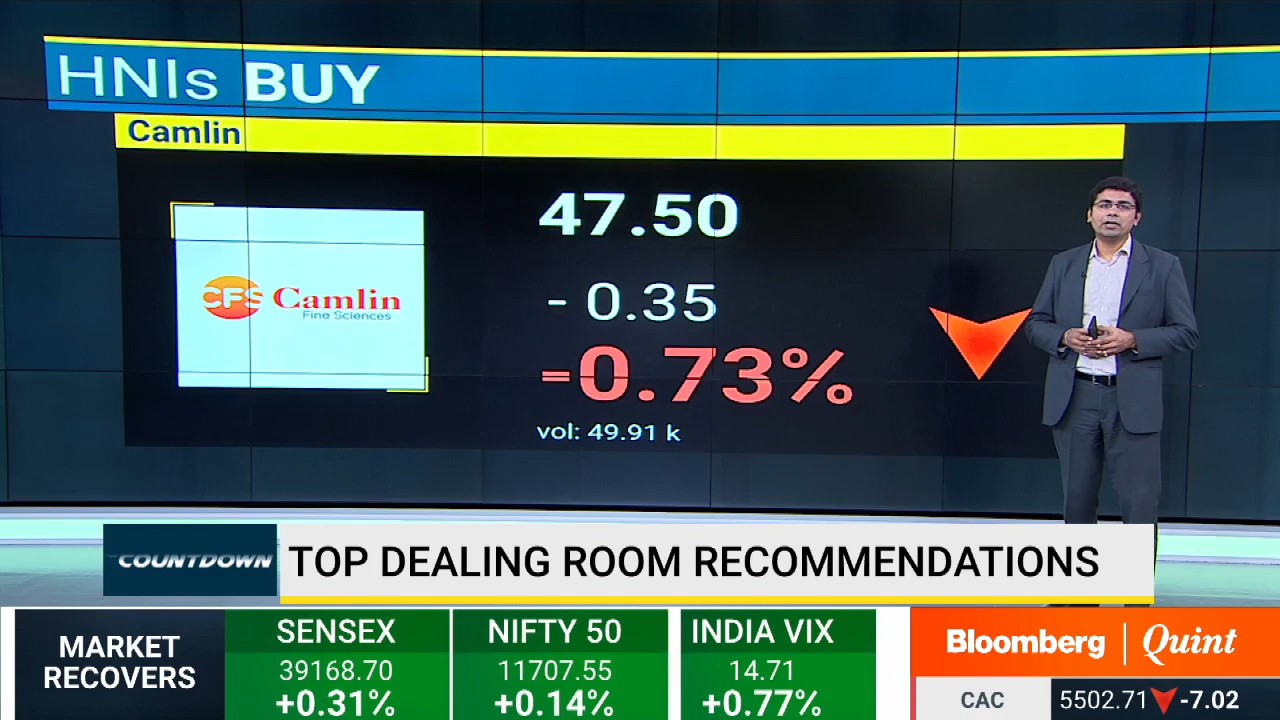 HNIs BUY
Camlin
47.50
CFS Camlin
Fine Sciences
- 0.35
-0.73%
vol: 49.91 k
COUNTDOWN
TOP DEALING ROOM RECOMMENDATIONS
MARKET
RECOVERS
SENSEX
39168.70
+0.31%
NIFTY 50
11707.55
+0.14%
INDIA VIX
14.71
+0.77%
Bloomberg | Quint
CAC
5502.71 -7.02